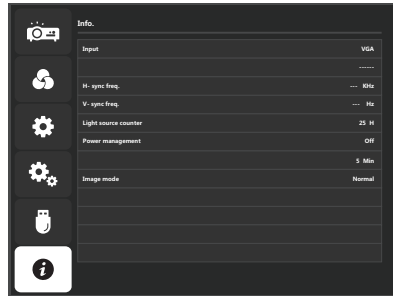 Info.
Input VGA
------
H- sync freq. --- KHz
V- sync freq. --- Hz
Light source counter 25 H
Power management Off
5 Min
Image mode Normal
i